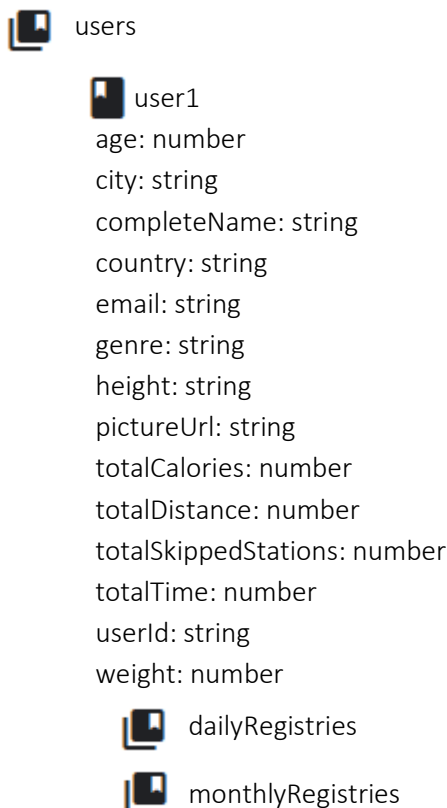 users
user1
age: number
city: string
completeName: string
country: string
email: string
genre: string
height: string
pictureUrl: string
totalCalories: number
totalDistance: number
totalSkippedStations: number
totalTime: number
userId: string
weight: number
dailyRegistries
monthlyRegistries